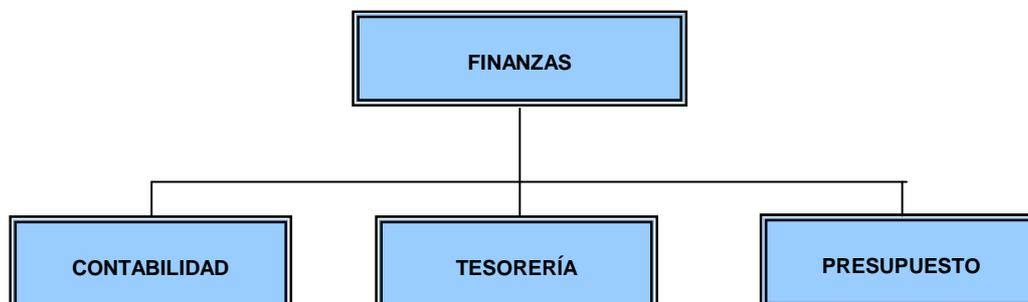 FINANZAS
CONTABILIDAD
TESORERÍA
PRESUPUESTO